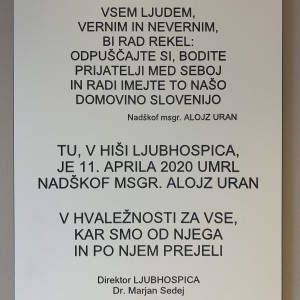 VSEM LJUDEM,
VERNIM IN NEVERNIM,
BI RAD REKEL:
ODPUŠČAJTE SI, BODITE
PRIJATELJI MED SEBOJ
IN RADI IMEJTE TO NAŠO
DOMOVINO SLOVENIJO
Nadškof msgr. ALOJZ URAN
TU, V HIŠI LJUBHOSPICA,
JE 11. APRILA 2020 UMRL
NADŠKOF MSGR. ALOJZ URAN
V HVALEŽNOSTI ZA VSE,
KAR SMO OD NJEGA
IN PO NJEM PREJELI
Direktor LJUBHOSPICA
Dr. Marjan Sedej